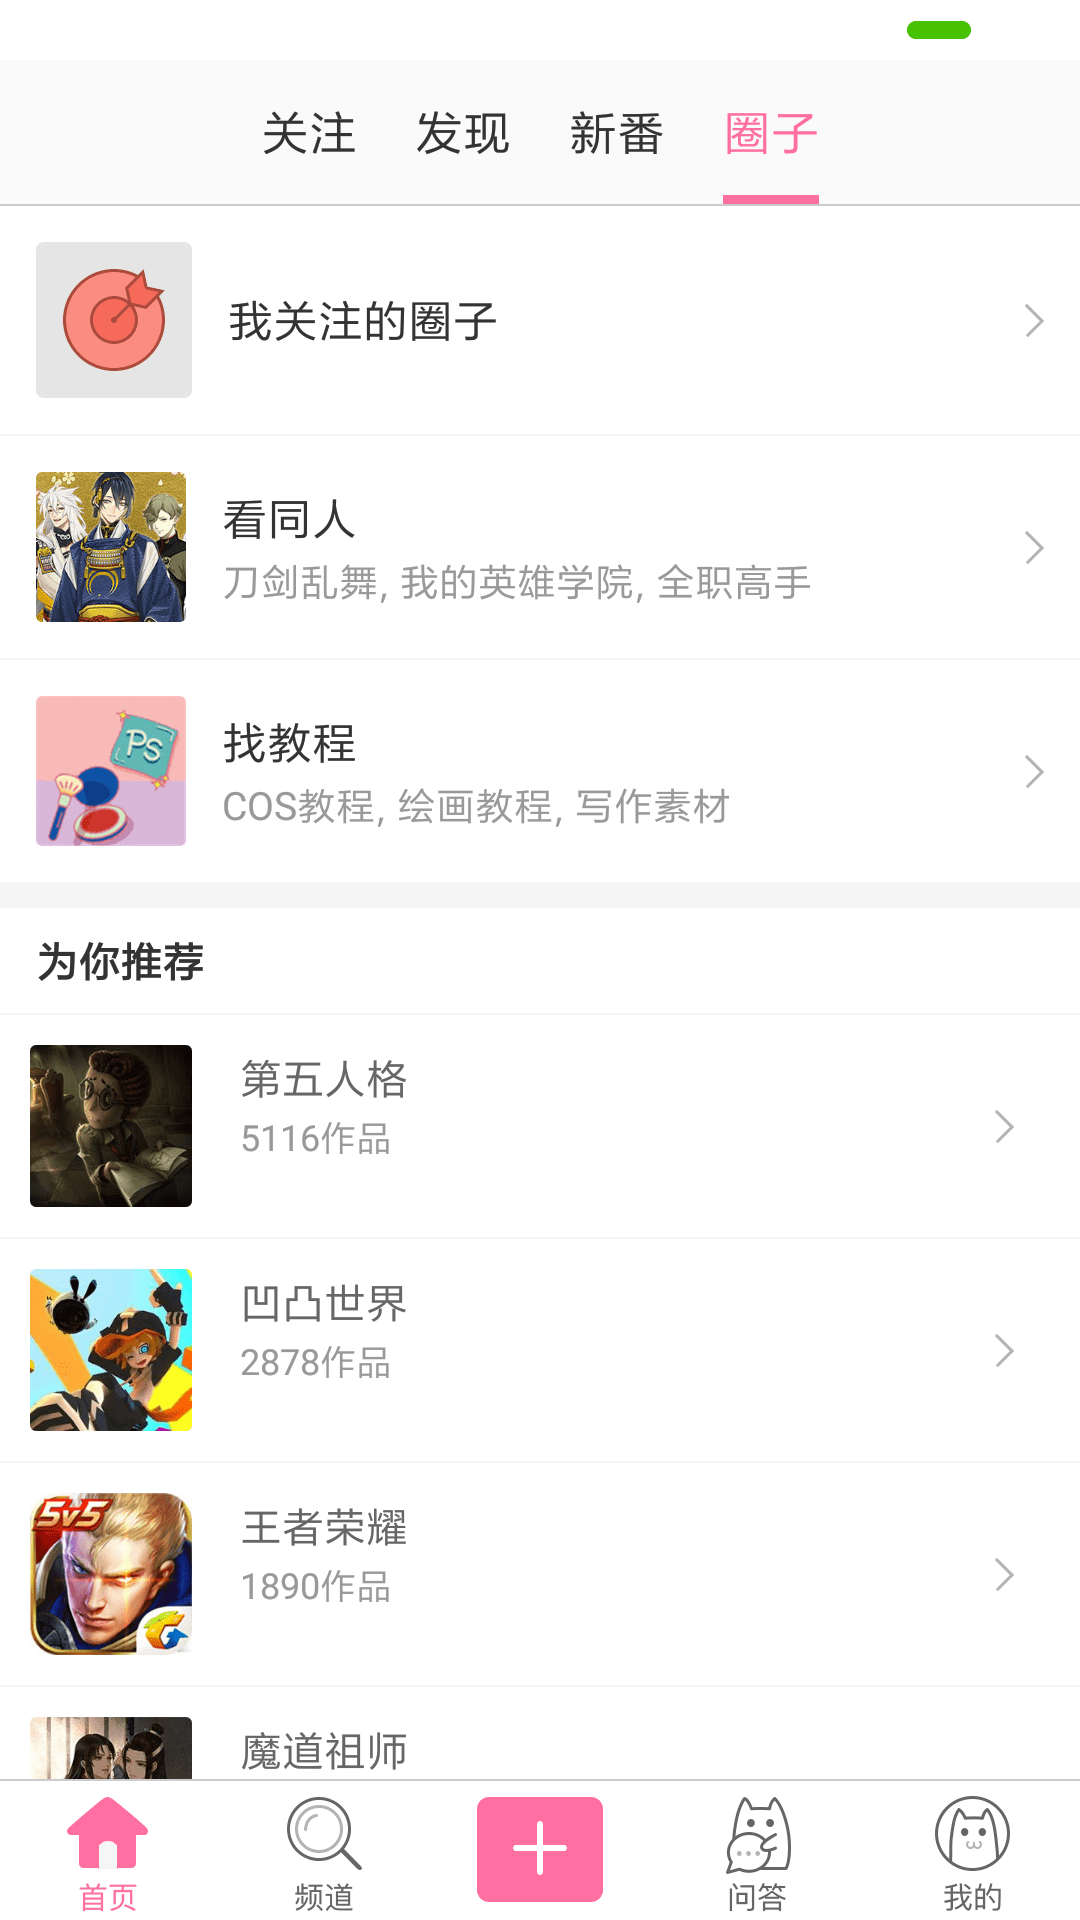 关注 发现 新番 圈子
我关注的圈子
看同人
刀剑乱舞, 我的英雄学院, 全职高手
PS
找教程
COS教程, 绘画教程, 写作素材
为你推荐
第五人格
5116作品
凹凸世界
2878作品
5v5
王者荣耀
1890作品
魔道祖师
首页 频道 问答 我的